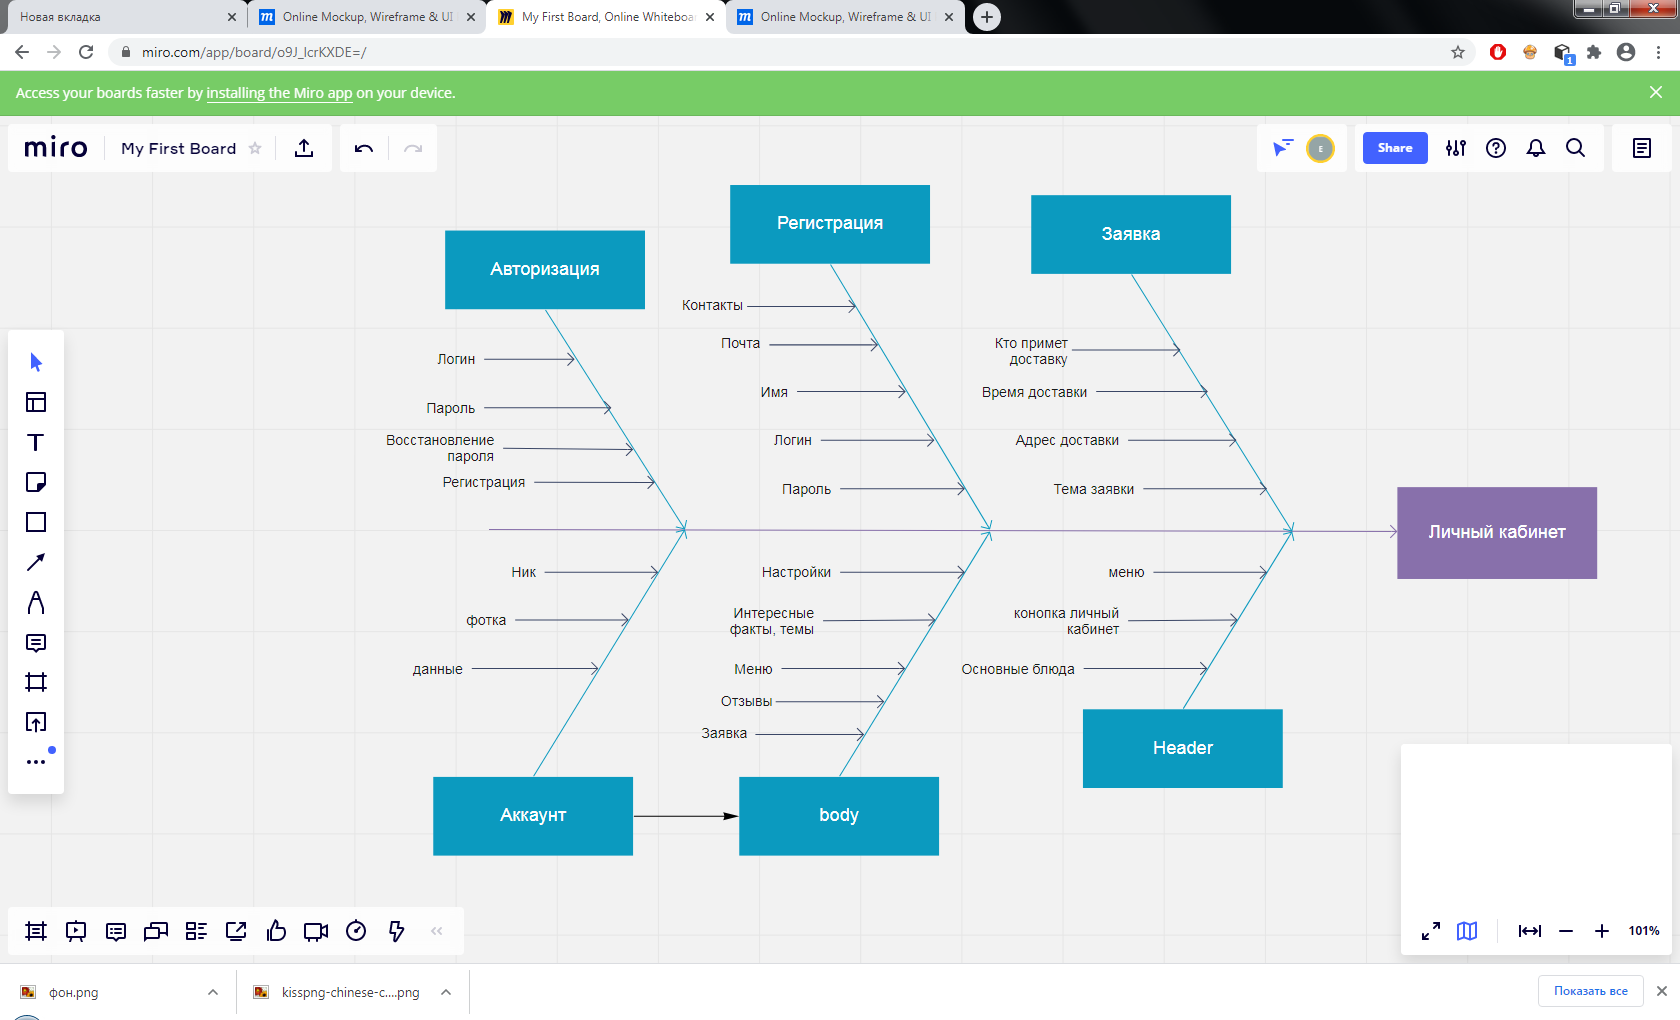 Новая вкладка
Online Mockup, Wireframe & UI
My First Board, Online Whiteboar
Online Mockup, Wireframe & UI
miro.com/app/board/o9J_lcrKXDE=/
1
Access your boards faster by installing the Miro app on your device.
miro
My First Board
E
Share
Регистрация
Заявка
Авторизация
Контакты
Почта
Кто примет
доставку
Логин
Имя
Время доставки
Пароль
Восстановление
пароля
Логин
Адрес доставки
Регистрация
Пароль
Тема заявки
Личный кабинет
Ник
Настройки
меню
фотка
Интересные
факты, темы
конопка личный
кабинет
данные
Меню
Основные блюда
Отзывы
Заявка
Header
Аккаунт
body
101%
фон.png
kisspng-chinese-c....png
Показать все